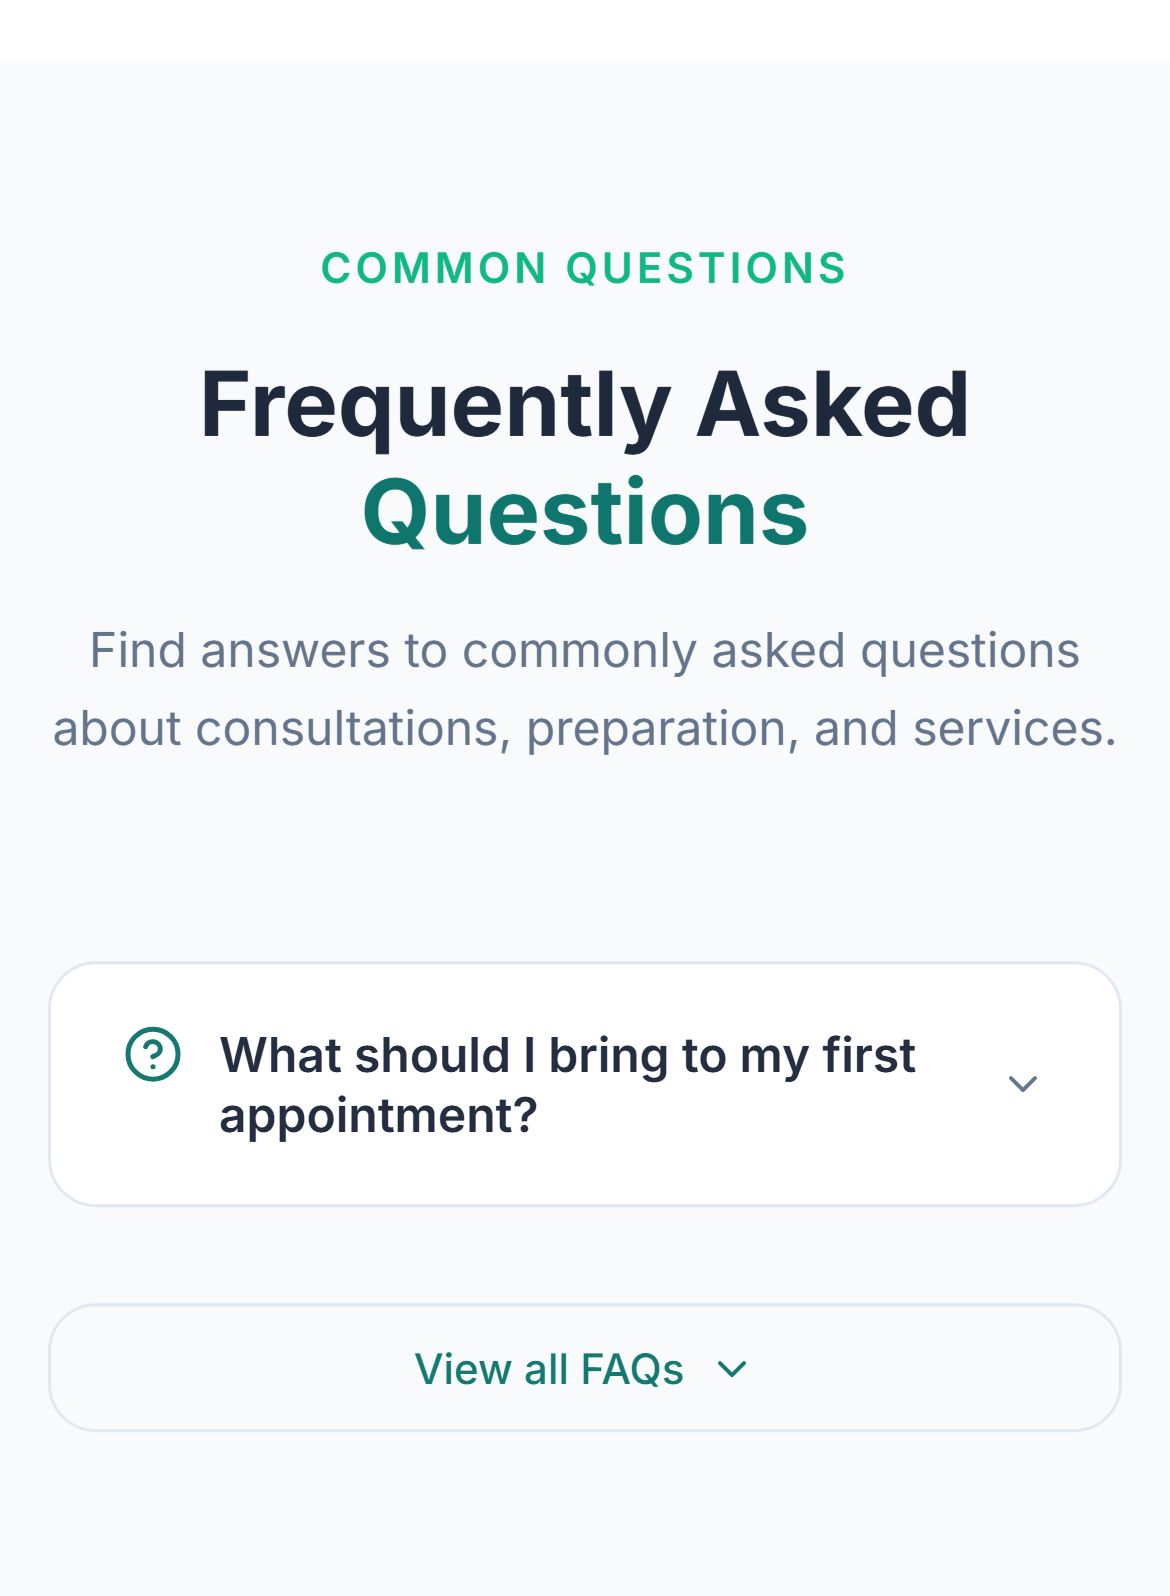 COMMON QUESTIONS
Frequently Asked
Questions
Find answers to commonly asked questions
about consultations, preparation, and services.
What should I bring to my first
appointment?
View all FAQs